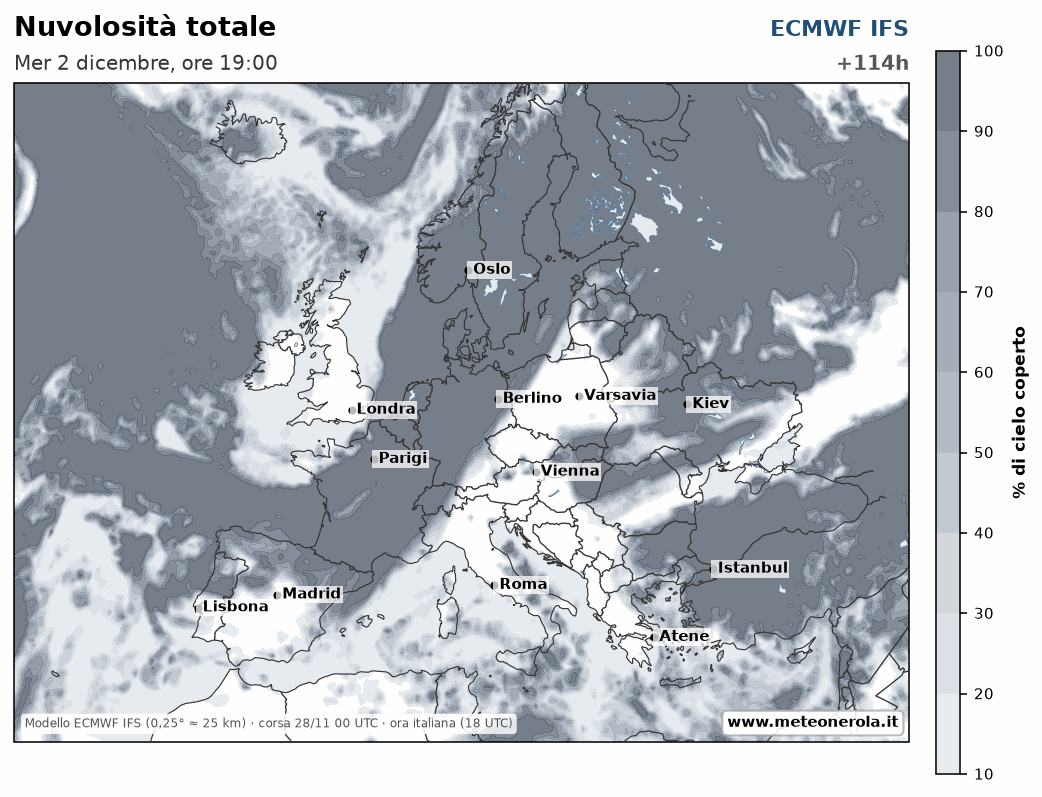 Nuvolosità totale
ECMWF IFS
Mer 2 dicembre, ore 19:00
+114h
100
90
80
70
60
50
40
30
20
10
% di cielo coperto
Oslo
Londra
Berlino
Varsavia
Kiev
Parigi
Vienna
Istanbul
Roma
Madrid
Lisbona
Atene
Modello ECMWF IFS (0,25° ≈ 25 km) · corsa 28/11 00 UTC · ora italiana (18 UTC)
www.meteonerola.it